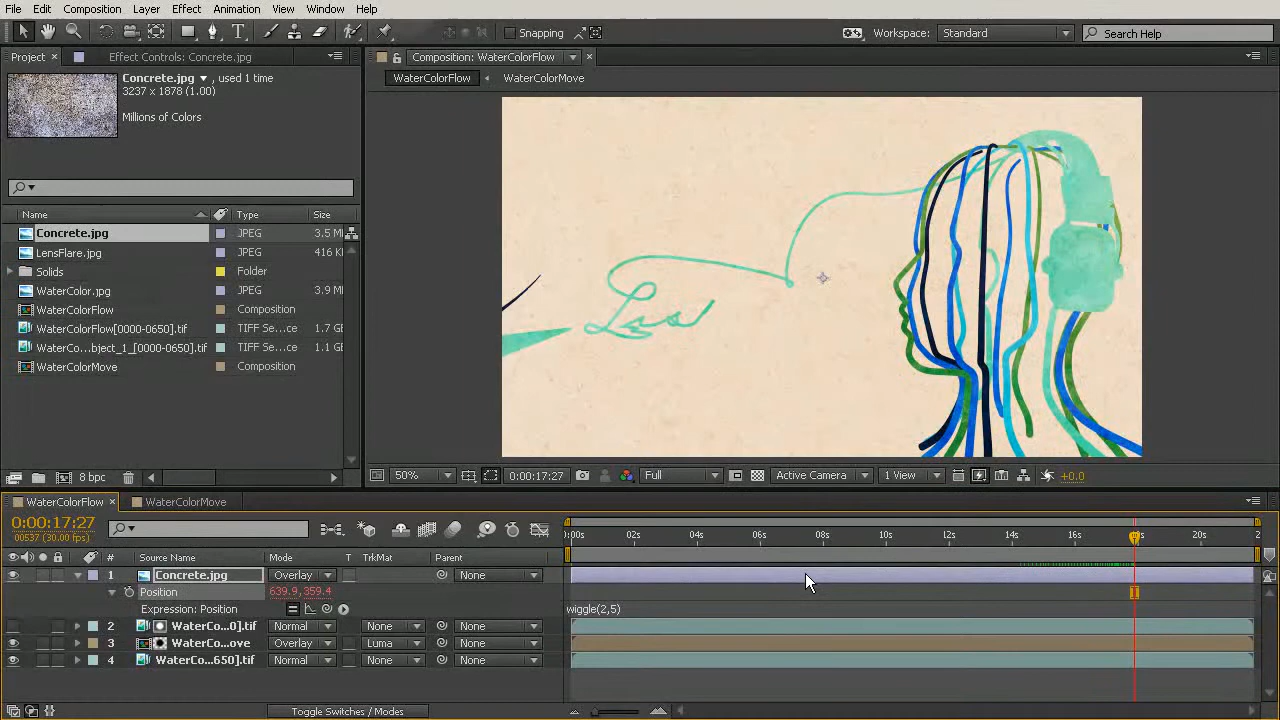 File Edit Composition Layer Effect Animation View Window Help
Snapping
Workspace: Standard
Search Help
Project Effect Controls: Concrete.jpg
Composition: WaterColorFlow
WaterColorFlow WaterColorMove
Concrete.jpg , used 1 time
3237 x 1878 (1.00)
Millions of Colors
Name Type Size
Concrete.jpg JPEG 3.5 M
LensFlare.jpg JPEG 416 K
Solids Folder
WaterColor.jpg JPEG 3.9 M
WaterColorFlow Composition
WaterColorFlow[0000-0650].tif TIFF Se...ce 1.7 GE
WaterCo...bject_1_[0000-0650].tif TIFF Se...ce 1.1 GE
WaterColorMove Composition
8 bpc
50% 0:00:17:27 Full Active Camera 1 View +0.0
WaterColorFlow WaterColorMove
0:00:17:27
00537 (30.00 fps)
):00s 02s 04s 06s 08s 10s 12s 14s 16s 20s 2
# Source Name Mode T TrkMat Parent
1 Concrete.jpg Overlay None
Position 639.9,359.4
Expression: Position wiggle(2,5)
2 WaterCo...0].tif Normal None None
3 WaterCo...ove Overlay Luma None
4 WaterCo...650].tif Normal None None
Toggle Switches / Modes